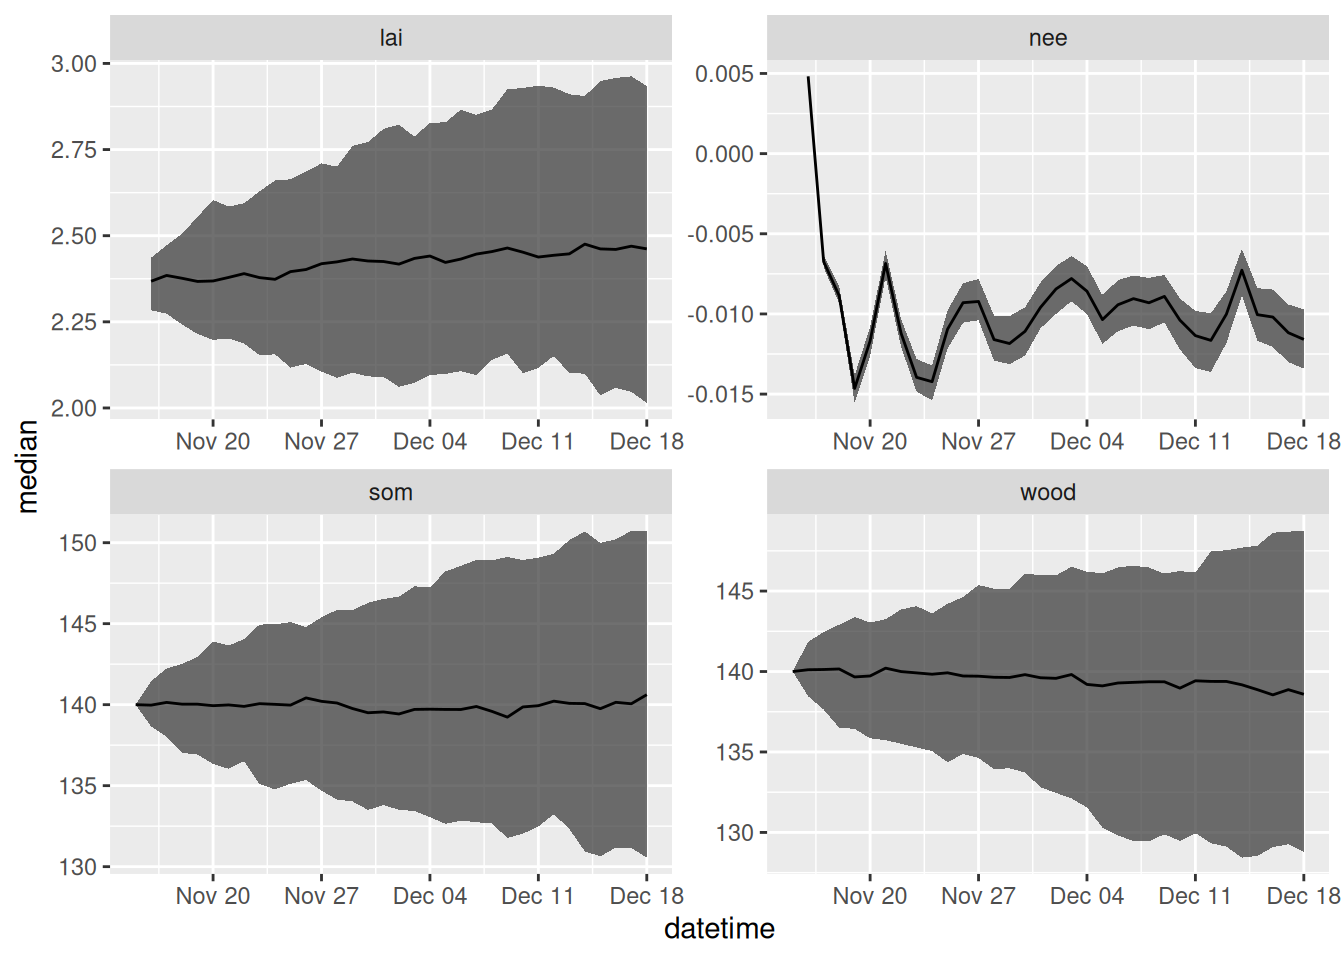 lai
nee
3.00
2.75
2.50
2.25
2.00
0.005
0.000
-0.005
-0.010
-0.015
Nov 20 Nov 27 Dec 04 Dec 11 Dec 18
Nov 20 Nov 27 Dec 04 Dec 11 Dec 18
median
som
wood
150
145
140
135
130
145
140
135
130
Nov 20 Nov 27 Dec 04 Dec 11 Dec 18
Nov 20 Nov 27 Dec 04 Dec 11 Dec 18
datetime